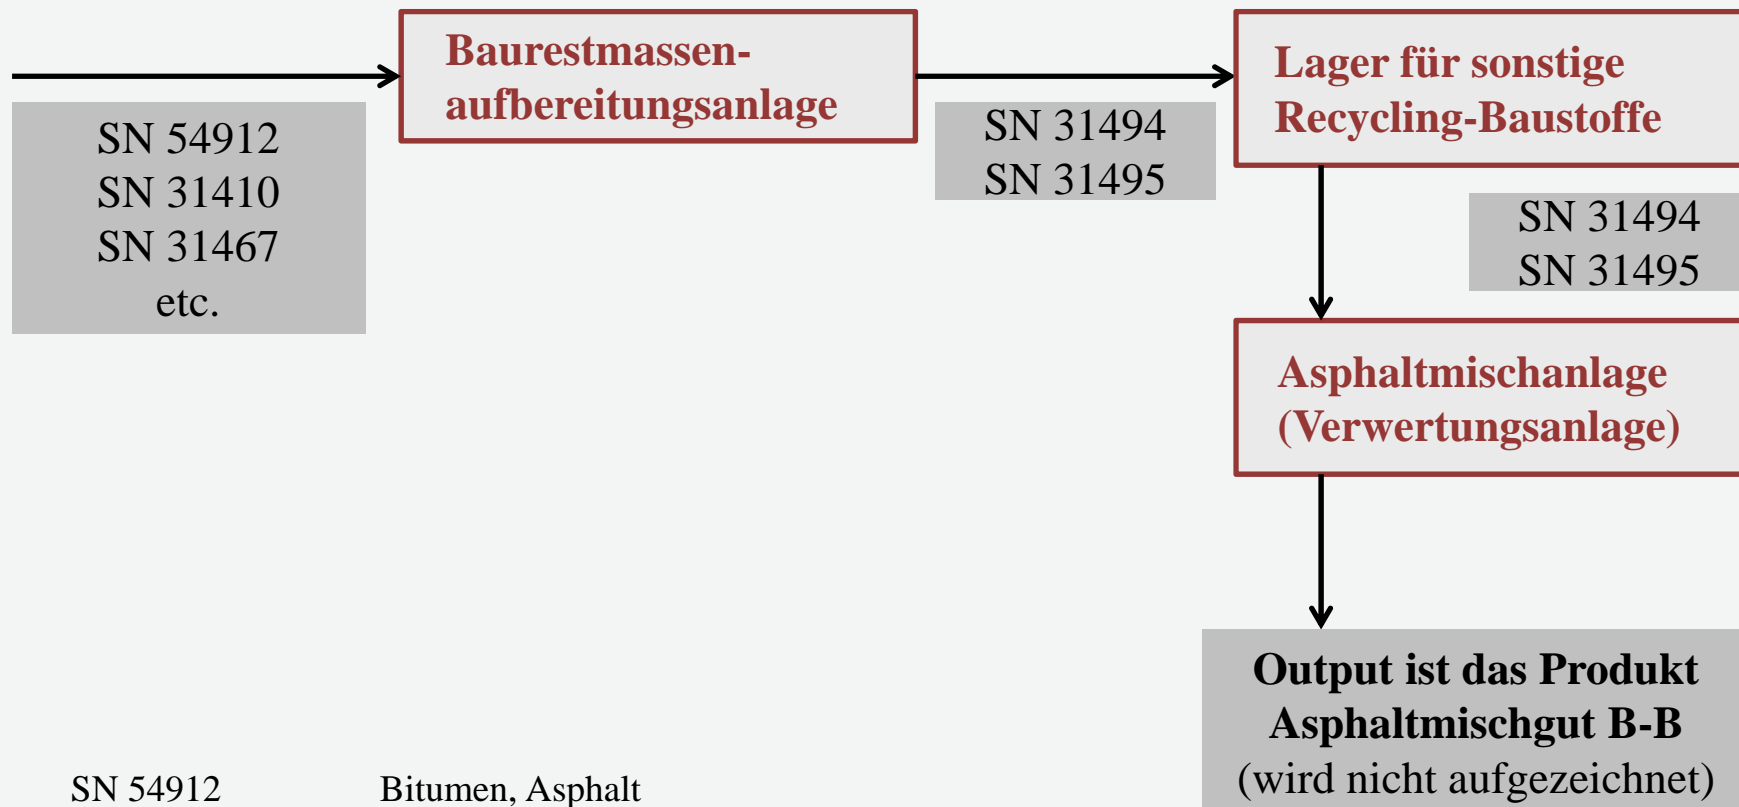 Baurestmassen-
aufbereitungsanlage
Lager für sonstige
Recycling-Baustoffe
SN 54912
SN 31410
SN 31467
etc.
SN 31494
SN 31495
SN 31494
SN 31495
Asphaltmischanlage
(Verwertungsanlage)
Output ist das Produkt
Asphaltmischgut B-B
(wird nicht aufgezeichnet)
SN 54912 Bitumen, Asphalt